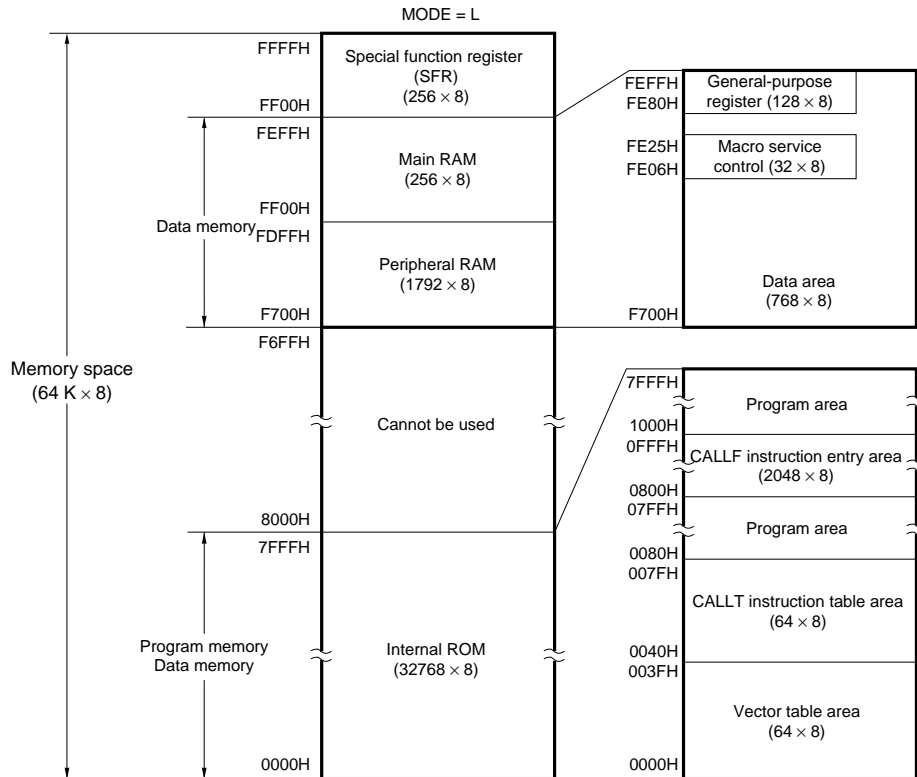 MODE = L
FFFFH
Special function register
(SFR)
(256 × 8)
FF00H
FEFFH
Main RAM
(256 × 8)
FF00H
FDFFH
Data memory
Peripheral RAM
(1792 × 8)
F700H
F6FFH
Memory space
(64 K × 8)
Cannot be used
8000H
7FFFH
Program memory
Data memory
Internal ROM
(32768 × 8)
0000H
FEFFH
General-purpose
register (128 × 8)
FE80H
FE25H
Macro service
control (32 × 8)
FE06H
Data area
(768 × 8)
F700H
7FFFH
Program area
1000H
0FFFH
CALLF instruction entry area
(2048 × 8)
0800H
07FFH
Program area
0080H
007FH
CALLT instruction table area
(64 × 8)
0040H
003FH
Vector table area
(64 × 8)
0000H